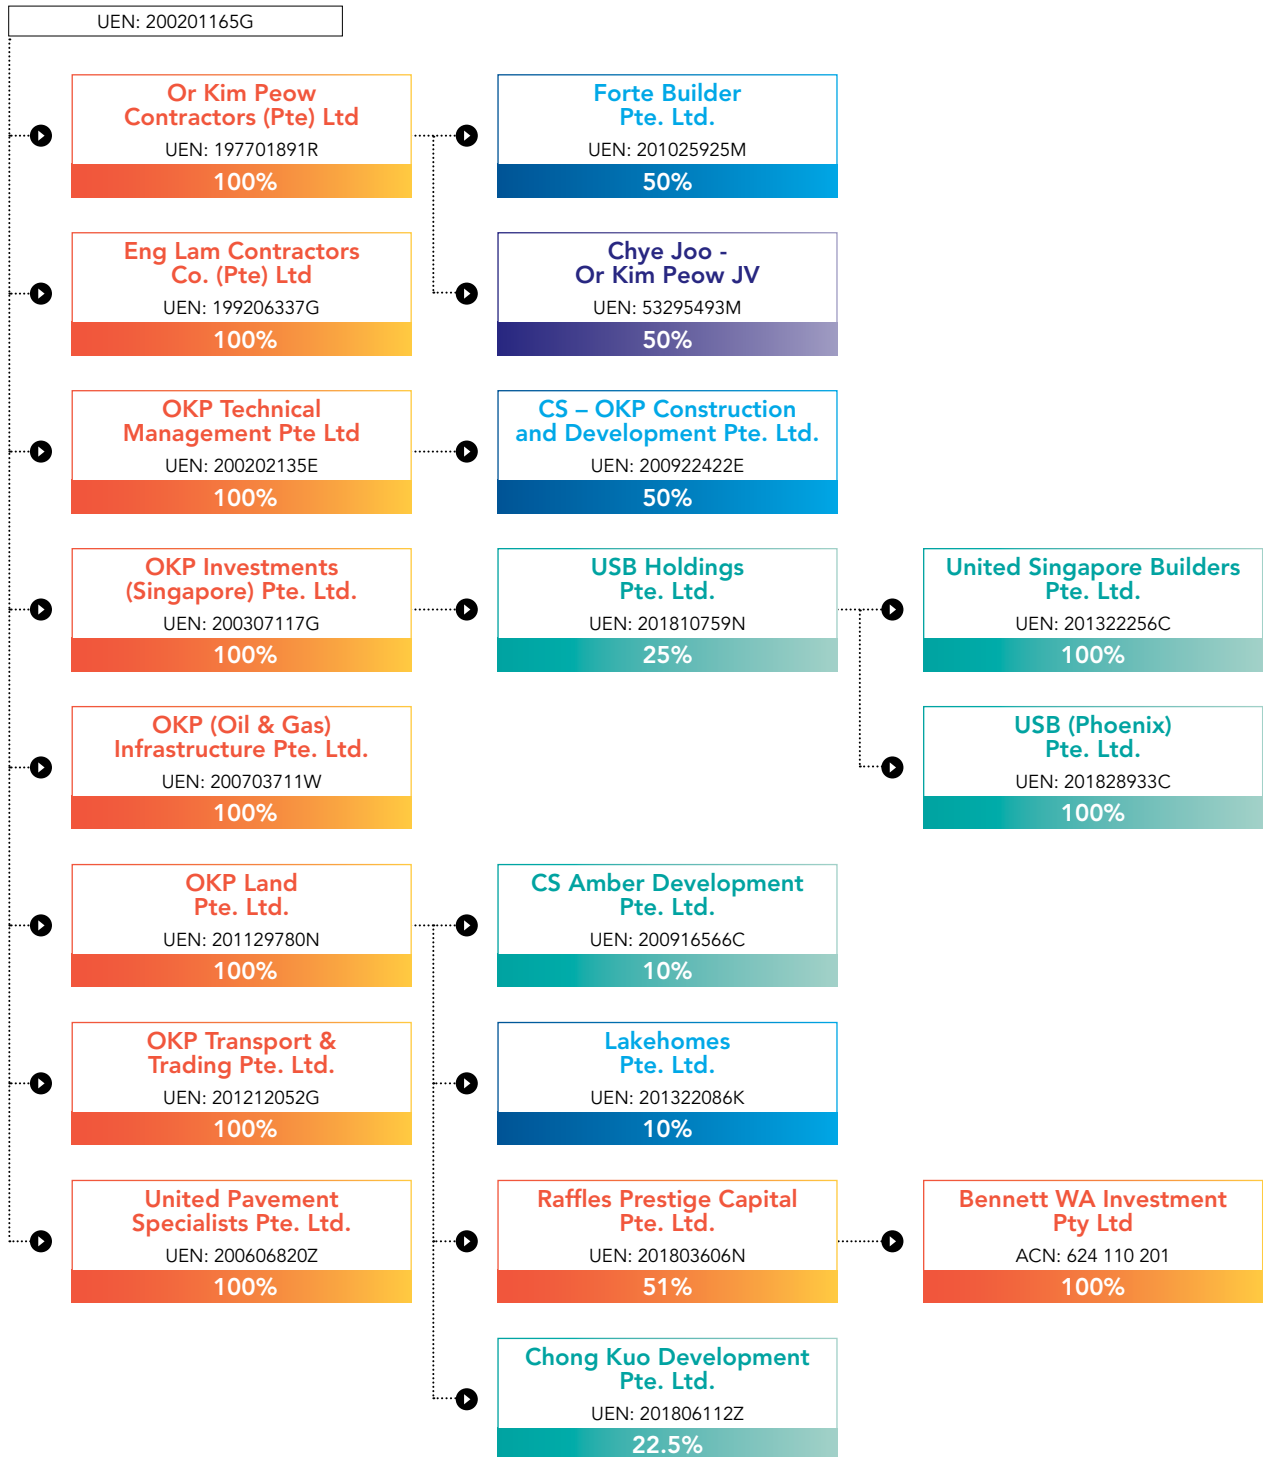 UEN: 200201165G
Or Kim Peow
Contractors (Pte) Ltd
UEN: 197701891R
100%
Forte Builder
Pte. Ltd.
UEN: 201025925M
50%
Eng Lam Contractors
Co. (Pte) Ltd
UEN: 199206337G
100%
Chye Joo -
Or Kim Peow JV
UEN: 53295493M
50%
OKP Technical
Management Pte Ltd
UEN: 200202135E
100%
CS – OKP Construction
and Development Pte. Ltd.
UEN: 200922422E
50%
OKP Investments
(Singapore) Pte. Ltd.
UEN: 200307117G
100%
USB Holdings
Pte. Ltd.
UEN: 201810759N
25%
United Singapore Builders
Pte. Ltd.
UEN: 201322256C
100%
OKP (Oil & Gas)
Infrastructure Pte. Ltd.
UEN: 200703711W
100%
USB (Phoenix)
Pte. Ltd.
UEN: 201828933C
100%
OKP Land
Pte. Ltd.
UEN: 201129780N
100%
CS Amber Development
Pte. Ltd.
UEN: 200916566C
10%
OKP Transport &
Trading Pte. Ltd.
UEN: 201212052G
100%
Lakehomes
Pte. Ltd.
UEN: 201322086K
10%
United Pavement
Specialists Pte. Ltd.
UEN: 200606820Z
100%
Raffles Prestige Capital
Pte. Ltd.
UEN: 201803606N
51%
Bennett WA Investment
Pty Ltd
ACN: 624 110 201
100%
Chong Kuo Development
Pte. Ltd.
UEN: 201806112Z
22.5%